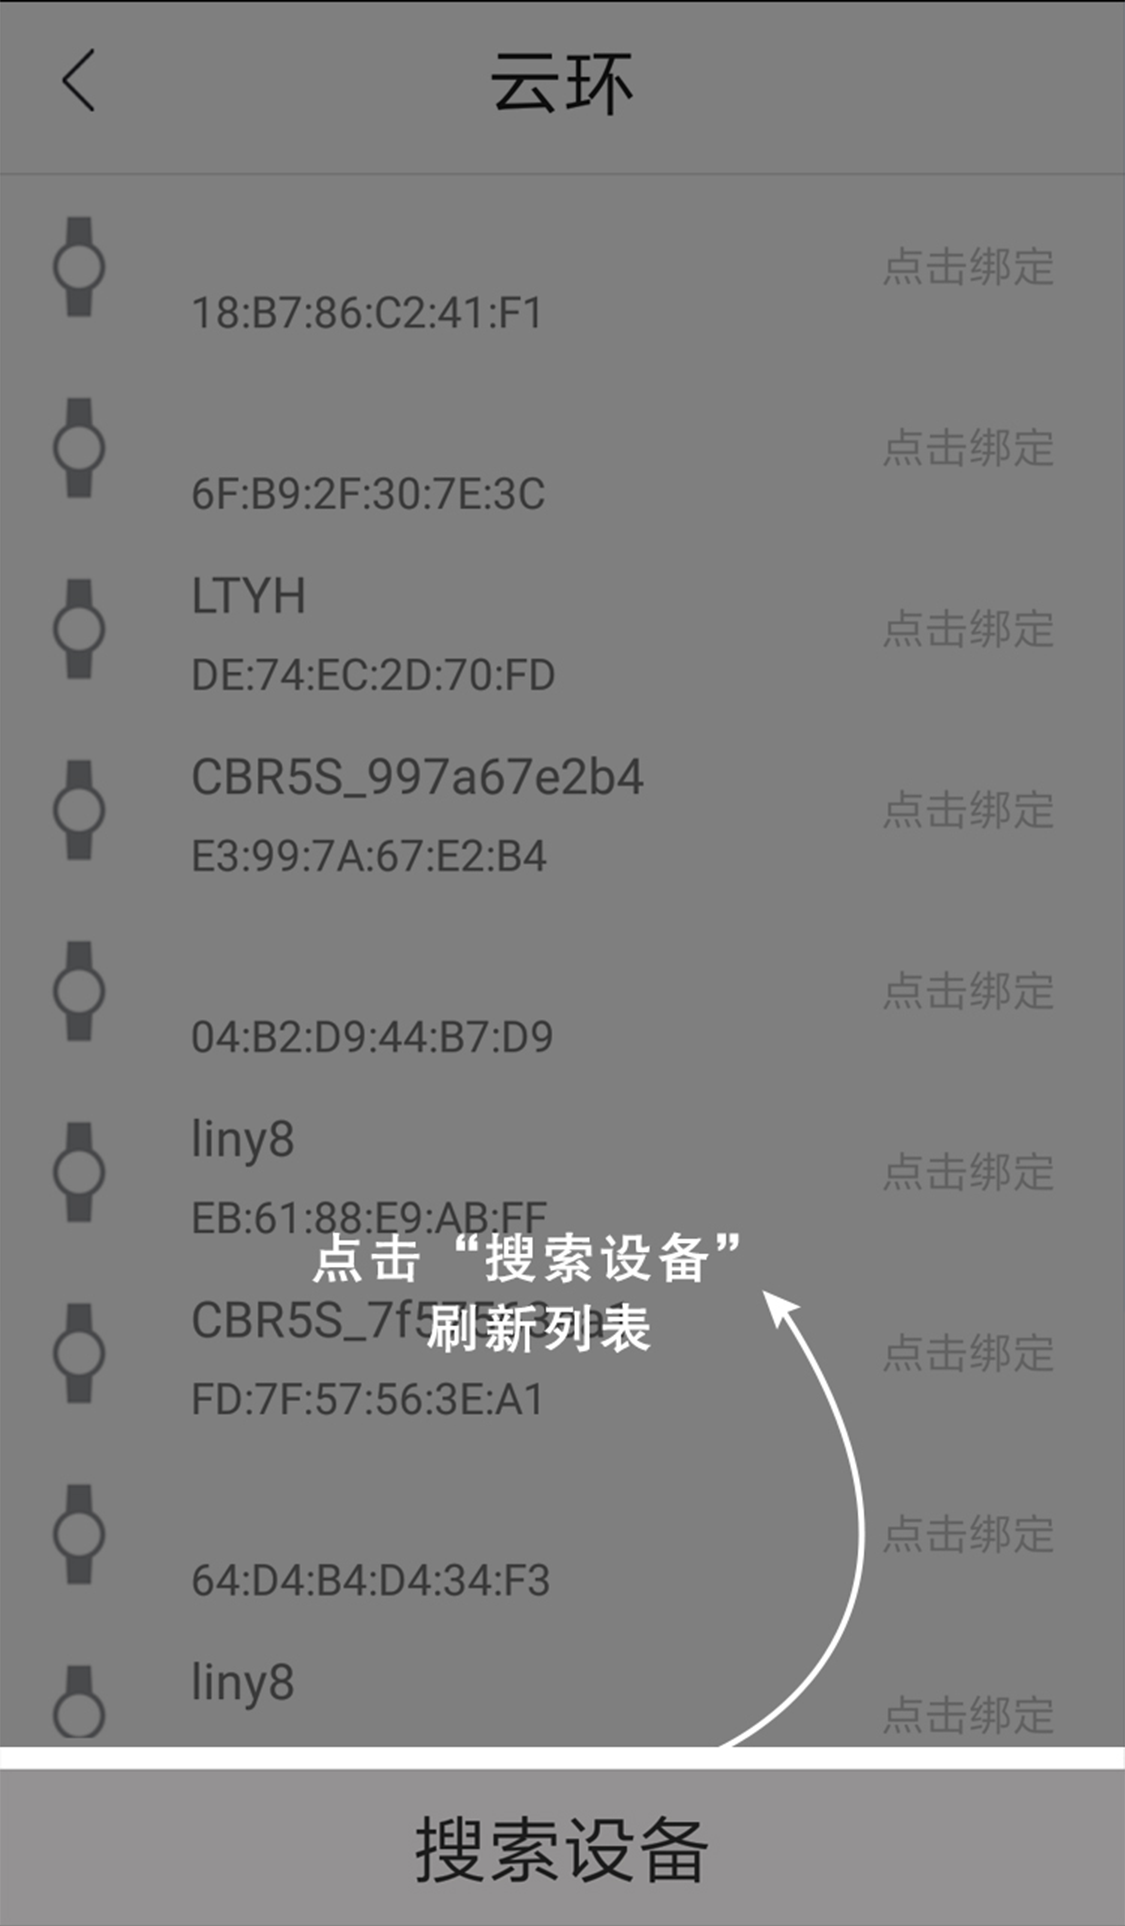 云环
18:B7:86:C2:41:F1
点击绑定
6F:B9:2F:30:7E:3C
点击绑定
LTYH
DE:74:EC:2D:70:FD
点击绑定
CBR5S_997a67e2b4
E3:99:7A:67:E2:B4
点击绑定
04:B2:D9:44:B7:D9
点击绑定
liny8
EB:61:88:E9:AB:FF
点击绑定
点击“搜索设备”
刷新列表
CBR5S_7f57563ea1
FD:7F:57:56:3E:A1
点击绑定
64:D4:B4:D4:34:F3
点击绑定
liny8
点击绑定
搜索设备